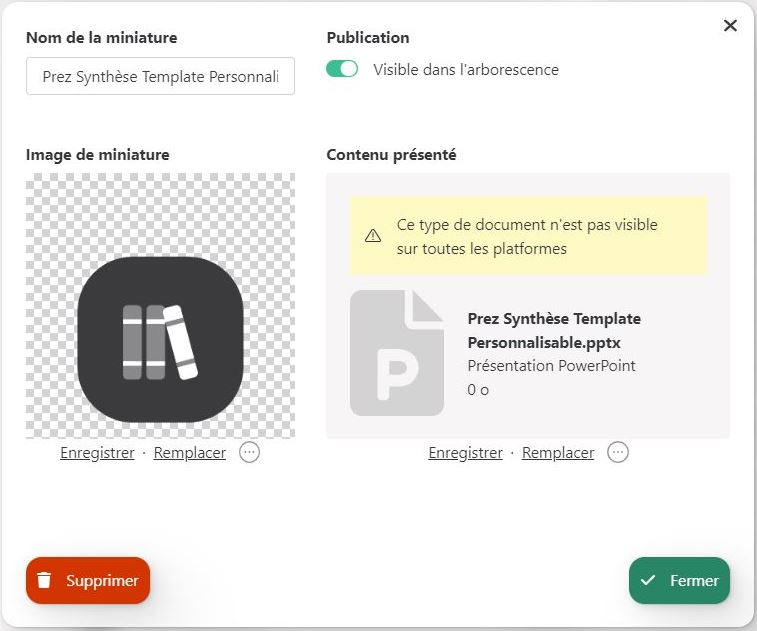 Nom de la miniature
Prez Synthèse Template Personnali
Publication
Visible dans l'arborescence
Image de miniature
Enregistrer · Remplacer
Contenu présenté
Ce type de document n'est pas visible
sur toutes les platformes
P
Prez Synthèse Template
Personnalisable.pptx
Présentation PowerPoint
0 o
Enregistrer · Remplacer
Supprimer
Fermer